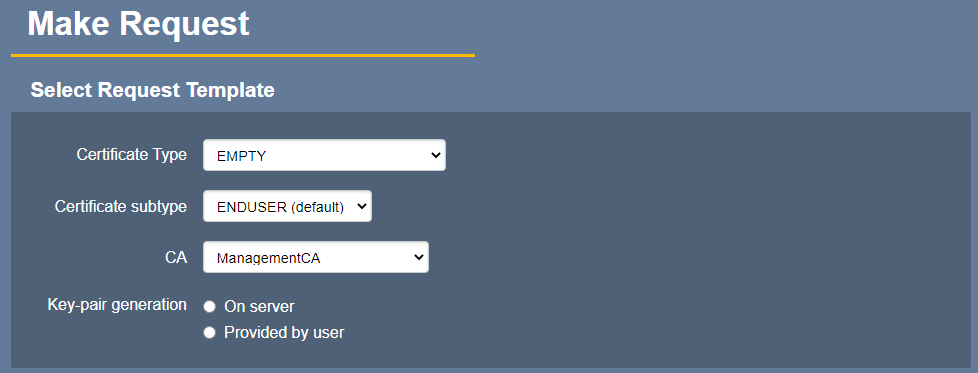 Make Request
Select Request Template
Certificate Type EMPTY
Certificate subtype ENDUSER (default)
CA ManagementCA
Key-pair generation On server
Provided by user